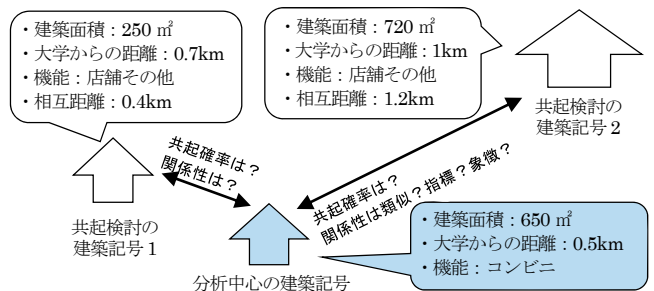 ・建築面積：250 ㎡
・大学からの距離：0.7km
・機能：店舗その他
・相互距離：0.4km
・建築面積：720 ㎡
・大学からの距離：1km
・機能：店舗その他
・相互距離：1.2km
共起検討の
建築記号 2
共起確率は？
関係性は？
共起確率は？
関係性は類似？指標？象徴？
共起検討の
建築記号 1
・建築面積：650 ㎡
・大学からの距離：0.5km
・機能：コンビニ
分析中心の建築記号